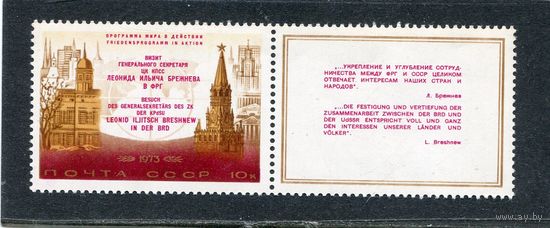 ПРОГРАММА МИРА В ДЕЙСТВИИ
FRIEDENSPROGRAMM IN AKTION
ВИЗИТ
ГЕНЕРАЛЬНОГО СЕКРЕТАРЯ
ЦК КПСС
ЛЕОНИДА ИЛЬИЧА БРЕЖНЕВА
В ФРГ
BESUCH
DES GENERALSEKRETÄRS DES ZK
DER KPdSU
LEONID ILJITSCH BRESHNEW
IN DER BRD
1973
ПОЧТА СССР 10к
„...УКРЕПЛЕНИЕ И УГЛУБЛЕНИЕ СОТРУД-
НИЧЕСТВА МЕЖДУ ФРГ И СССР ЦЕЛИКОМ
ОТВЕЧАЕТ ИНТЕРЕСАМ НАШИХ СТРАН И
НАРОДОВ".
Л. Брежнев
„...DIE FESTIGUNG UND VERTIEFUNG DER
ZUSAMMENARBEIT ZWISCHEN DER BRD UND
DER UdSSR ENTSPRICHT VOLL UND GANZ
DEN INTERESSEN UNSERER LÄNDER UND
VÖLKER".
L. Breshnew
www.ay.by